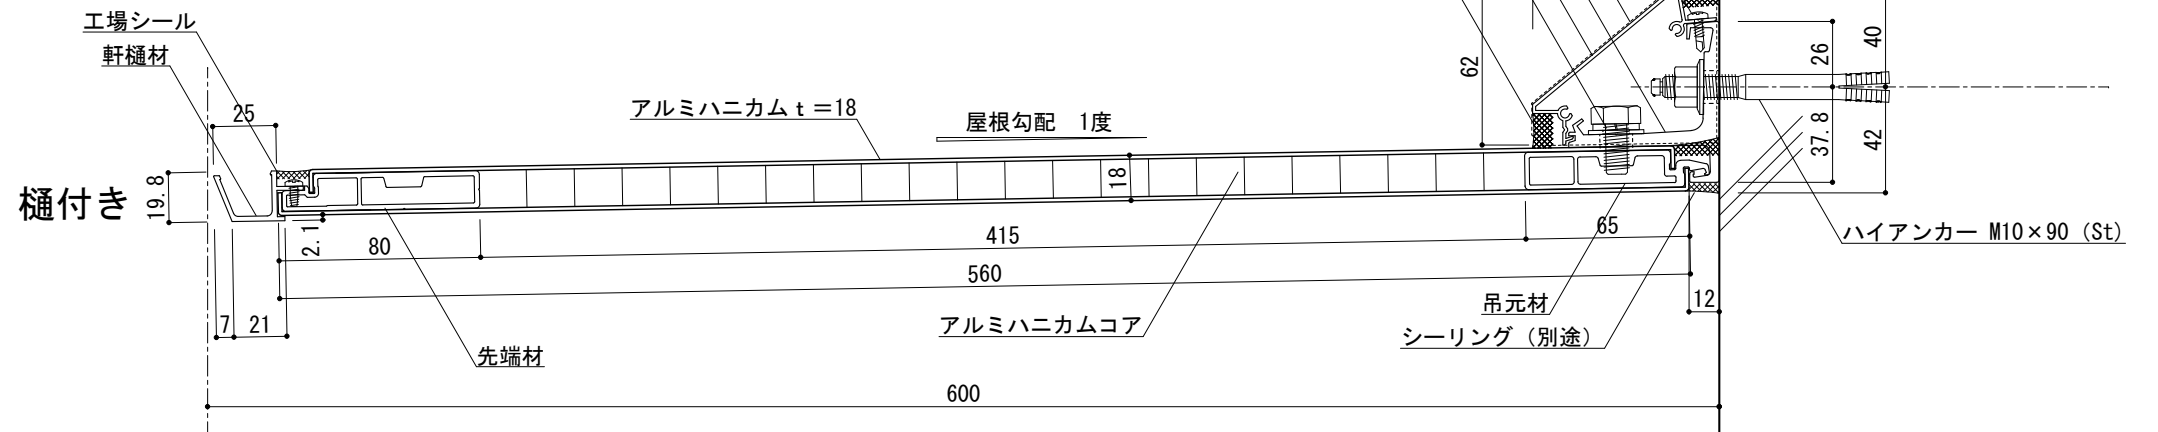 工場シール
軒樋材
25
アルミハニカムt=18
屋根勾配　1度
62
26
40
37.8
42
樋付き
19.8
18
2.1
80
415
65
ハイアンカー M10×90 (St)
560
7
21
アルミハニカムコア
吊元材
12
シーリング（別途）
先端材
600